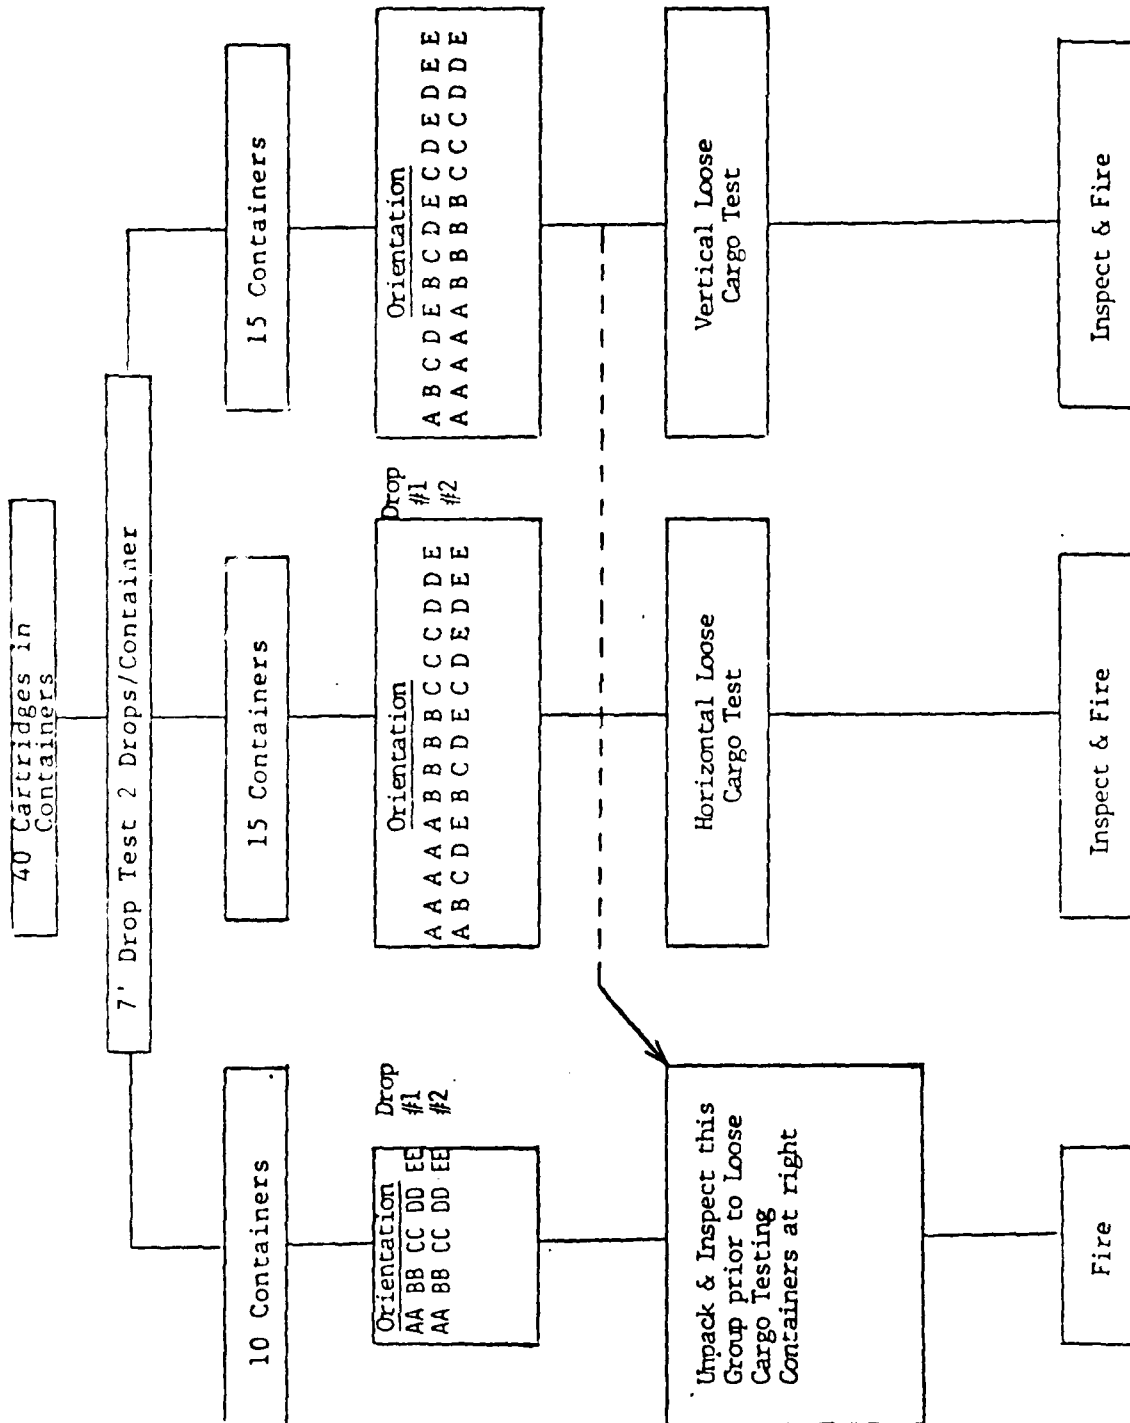 40 Cartridges in
Containers
7' Drop Test 2 Drops/Container
10 Containers
15 Containers
15 Containers
Orientation
AA BB CC DD EE
AA BB CC DD EE
Drop
#1
#2
Orientation
A A A A A B B B B C C C D D E
A B C D E B C D E C D E D E E
Drop
#1
#2
Orientation
A B C D E B C D E C D E D E E
A A A A A B B B B C C C D D E
Unpack & Inspect this
Group prior to Loose
Cargo Testing
Containers at right
Horizontal Loose
Cargo Test
Vertical Loose
Cargo Test
Fire
Inspect & Fire
Inspect & Fire